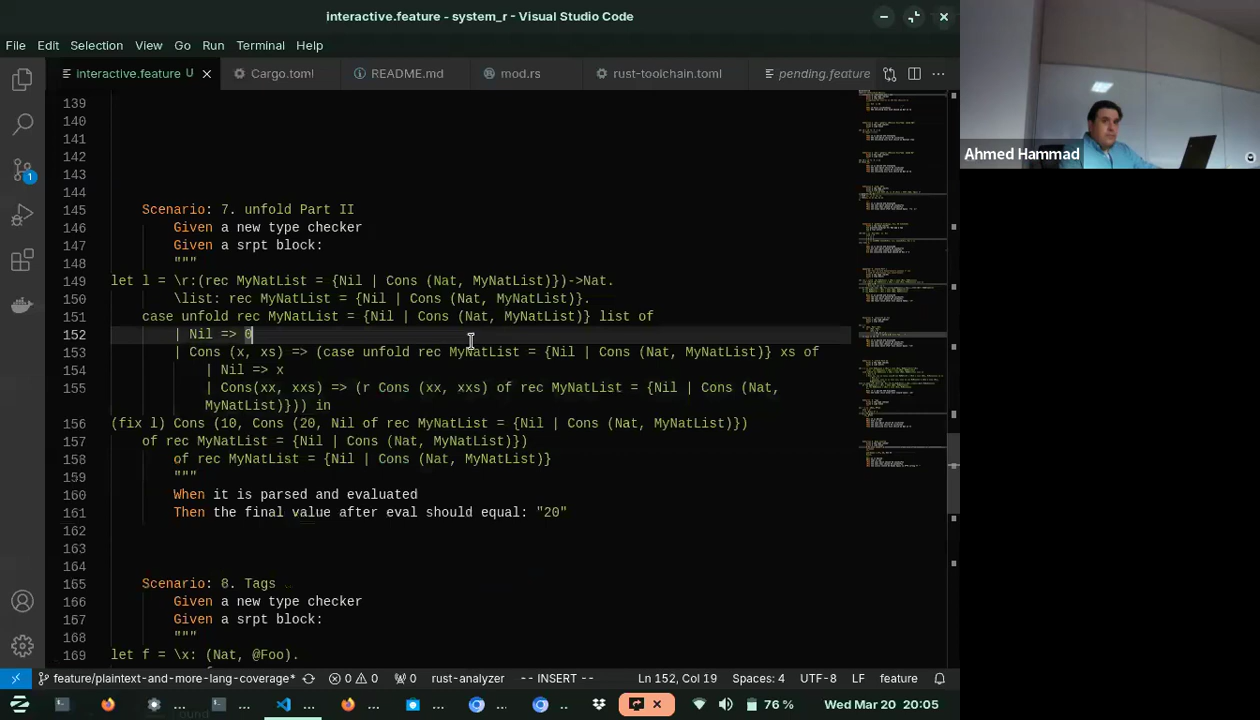 interactive.feature - system_r - Visual Studio Code
File Edit Selection View Go Run Terminal Help
interactive.feature U Cargo.toml README.md mod.rs rust-toolchain.toml pending.feature
139
140
141
142
143
144
145 Scenario: 7. unfold Part II
146 Given a new type checker
147 Given a srpt block:
148 """
149 let l = \r:(rec MyNatList = {Nil | Cons (Nat, MyNatList)})->Nat.
150 \list: rec MyNatList = {Nil | Cons (Nat, MyNatList)}.
151 case unfold rec MyNatList = {Nil | Cons (Nat, MyNatList)} list of
152 | Nil => 0
153 | Cons (x, xs) => (case unfold rec MyNatList = {Nil | Cons (Nat, MyNatList)} xs of
154 | Nil => x
155 | Cons(xx, xxs) => (r Cons (xx, xxs) of rec MyNatList = {Nil | Cons (Nat,
MyNatList)})) in
156 (fix l) Cons (10, Cons (20, Nil of rec MyNatList = {Nil | Cons (Nat, MyNatList)})
157 of rec MyNatList = {Nil | Cons (Nat, MyNatList)})
158 of rec MyNatList = {Nil | Cons (Nat, MyNatList)}
159 """
160 When it is parsed and evaluated
161 Then the final value after eval should equal: "20"
162
163
164
165 Scenario: 8. Tags
166 Given a new type checker
167 Given a srpt block:
168 """
169 let f = \x: (Nat, @Foo).
feature/plaintext-and-more-lang-coverage* 0 0 0 rust-analyzer -- INSERT -- Ln 152, Col 19 Spaces: 4 UTF-8 LF feature
76 % Wed Mar 20 20:05
Ahmed Hammad
1